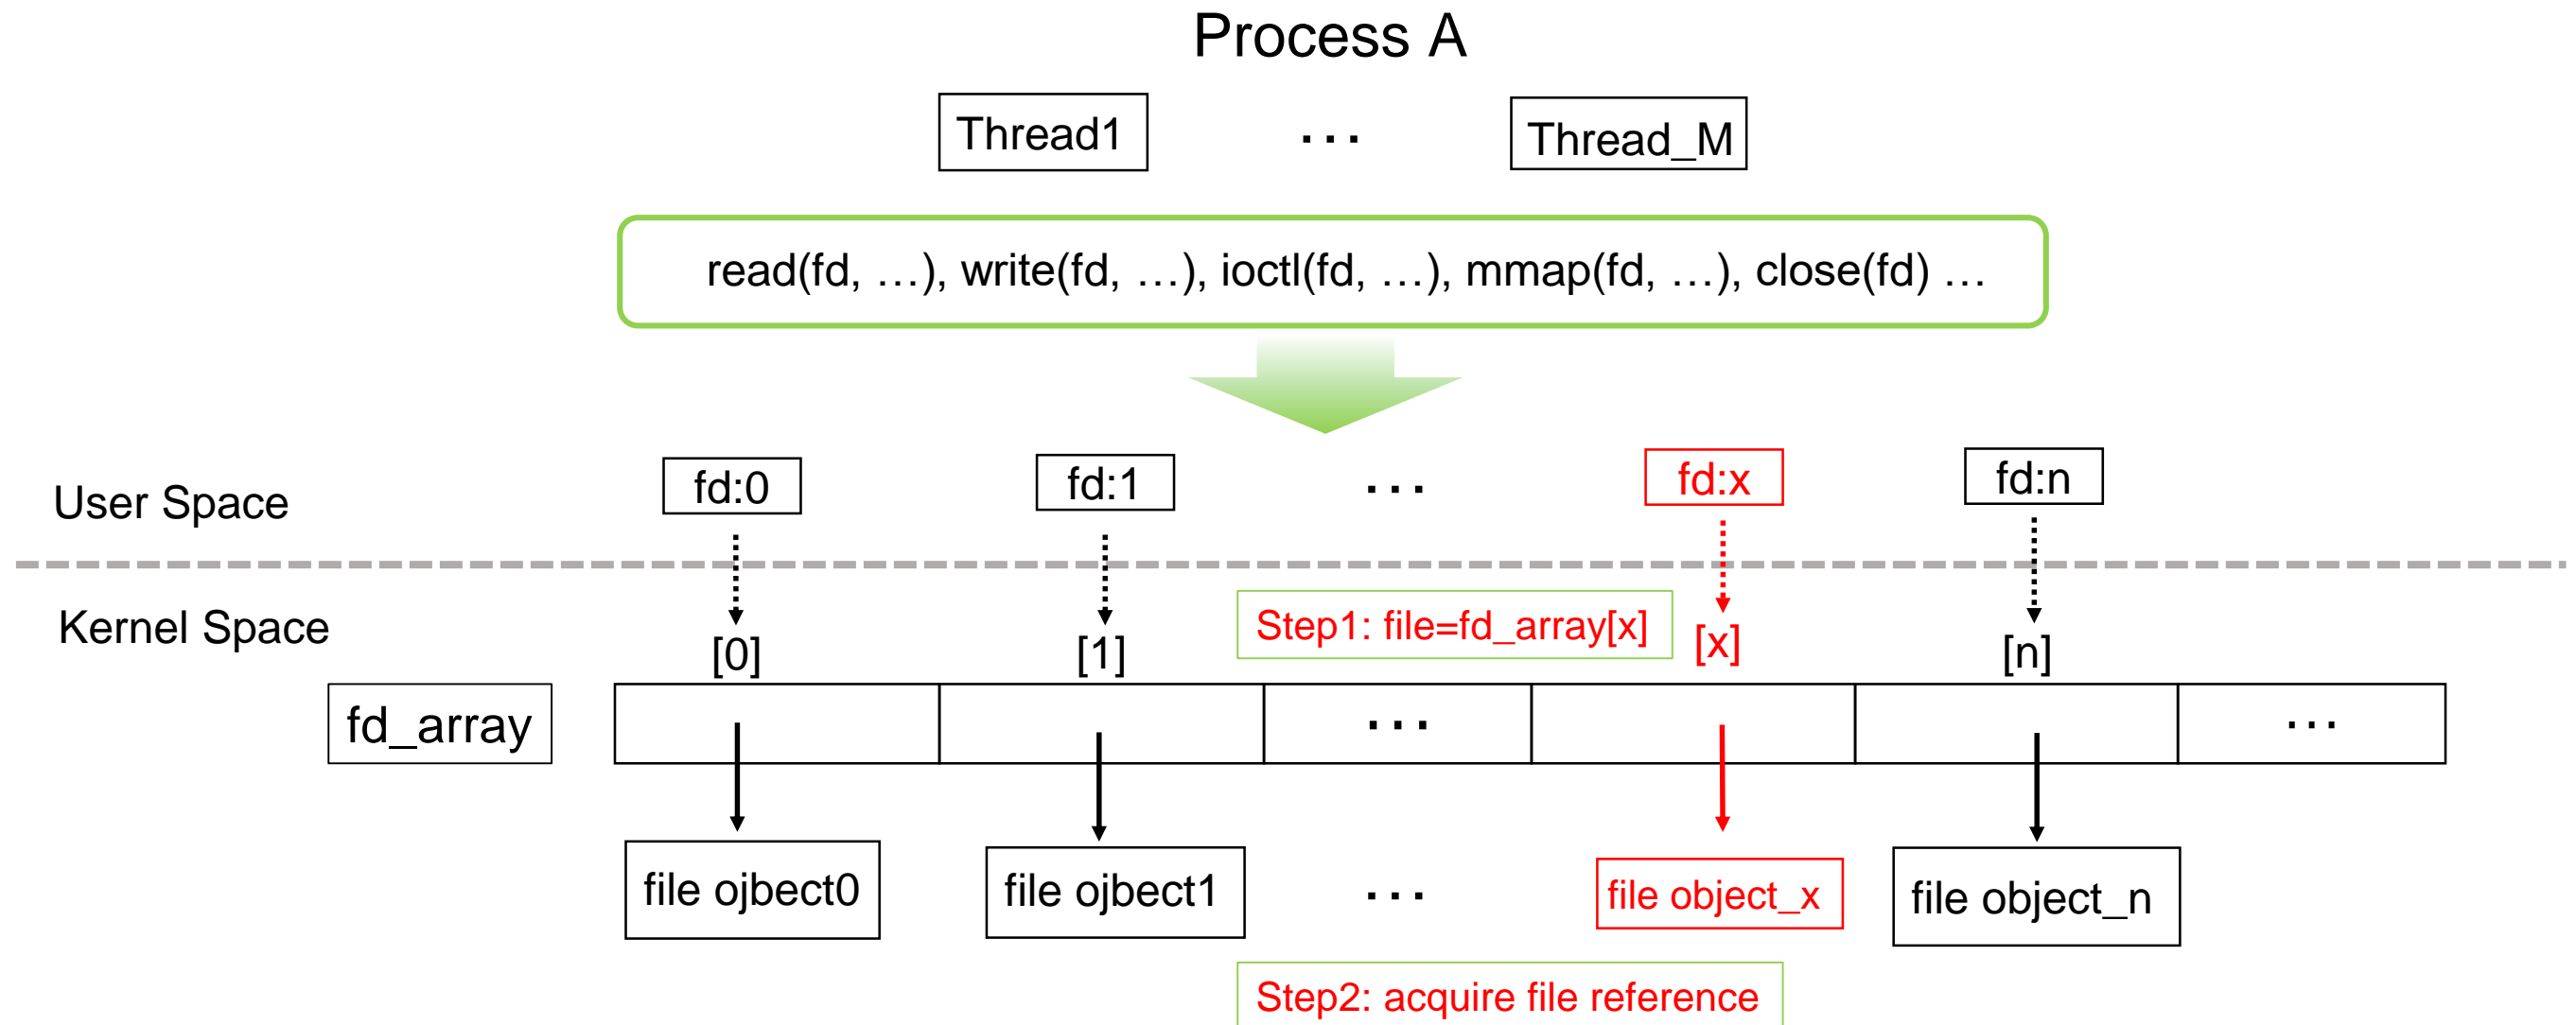 Process A
Thread1 ... Thread_M
read(fd, …), write(fd, …), ioctl(fd, …), mmap(fd, …), close(fd) …
fd:0 fd:1 ... fd:x fd:n
User Space
Kernel Space
Step1: file=fd_array[x]
[0] [1] [x] [n]
fd_array ... ...
file ojbect0 file ojbect1 ... file object_x file object_n
Step2: acquire file reference